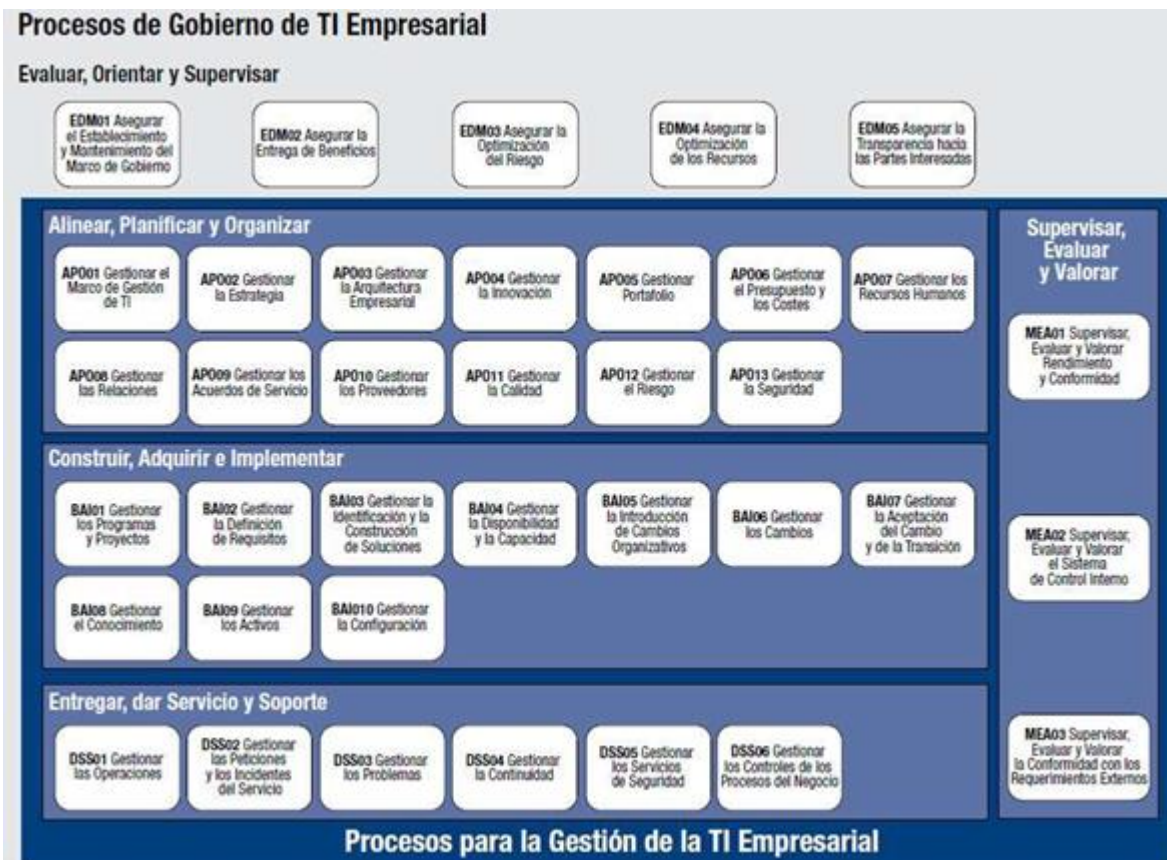 Procesos de Gobierno de TI Empresarial
Evaluar, Orientar y Supervisar
EDM01 Asegurar
el Establecimiento
y Mantenimiento del
Marco de Gobierno
EDM02 Asegurar la
Entrega de Beneficios
EDM03 Asegurar la
Optimización
del Riesgo
EDM04 Asegurar la
Optimización
de los Recursos
EDM05 Asegurar la
Transparencia hacia
las Partes Interesadas
Alinear, Planificar y Organizar
APO01 Gestionar el
Marco de Gestión
de TI
APO02 Gestionar
la Estrategia
APO03 Gestionar
la Arquitectura
Empresarial
APO04 Gestionar
la Innovación
APO05 Gestionar
Portafolio
APO06 Gestionar
el Presupuesto y
los Costes
APO07 Gestionar los
Recursos Humanos
APO08 Gestionar
las Relaciones
APO09 Gestionar los
Acuerdos de Servicio
APO10 Gestionar
los Proveedores
APO11 Gestionar
la Calidad
APO12 Gestionar
el Riesgo
APO13 Gestionar
la Seguridad
Construir, Adquirir e Implementar
BAI01 Gestionar
los Programas
y Proyectos
BAI02 Gestionar
la Definición
de Requisitos
BAI03 Gestionar la
Identificación y la
Construcción
de Soluciones
BAI04 Gestionar
la Disponibilidad
y la Capacidad
BAI05 Gestionar
la Introducción
de Cambios
Organizativos
BAI06 Gestionar
los Cambios
BAI07 Gestionar
la Aceptación
del Cambio
y de la Transición
BAI08 Gestionar
el Conocimiento
BAI09 Gestionar
los Activos
BAI010 Gestionar
la Configuración
Entregar, dar Servicio y Soporte
DSS01 Gestionar
las Operaciones
DSS02 Gestionar
las Peticiones
y los Incidentes
del Servicio
DSS03 Gestionar
los Problemas
DSS04 Gestionar
la Continuidad
DSS05 Gestionar
los Servicios
de Seguridad
DSS06 Gestionar
los Controles de los
Procesos del Negocio
Supervisar,
Evaluar
y Valorar
MEA01 Supervisar,
Evaluar y Valorar
Rendimiento
y Conformidad
MEA02 Supervisar,
Evaluar y Valorar
el Sistema
de Control Interno
MEA03 Supervisar,
Evaluar y Valorar
la Conformidad con los
Requerimientos Externos
Procesos para la Gestión de la TI Empresarial